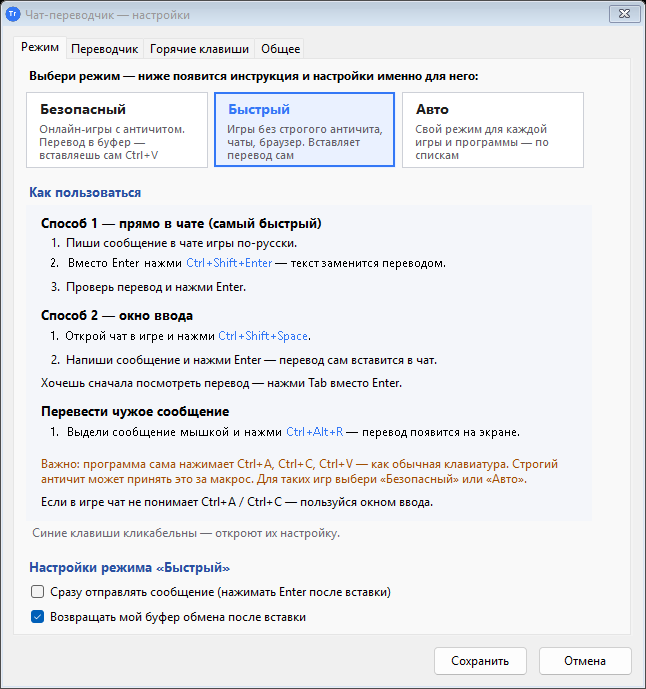 Tr Чат-переводчик — настройки
Режим Переводчик Горячие клавиши Общее
Выбери режим — ниже появится инструкция и настройки именно для него:
Безопасный
Онлайн-игры с античитом.
Перевод в буфер —
вставляешь сам Ctrl+V
Быстрый
Игры без строгого античита,
чаты, браузер. Вставляет
перевод сам
Авто
Свой режим для каждой
игры и программы — по
спискам
Как пользоваться
Способ 1 — прямо в чате (самый быстрый)
1. Пиши сообщение в чате игры по-русски.
2. Вместо Enter нажми Ctrl+Shift+Enter — текст заменится переводом.
3. Проверь перевод и нажми Enter.
Способ 2 — окно ввода
1. Открой чат в игре и нажми Ctrl+Shift+Space.
2. Напиши сообщение и нажми Enter — перевод сам вставится в чат.
Хочешь сначала посмотреть перевод — нажми Tab вместо Enter.
Перевести чужое сообщение
1. Выдели сообщение мышкой и нажми Ctrl+Alt+R — перевод появится на экране.
Важно: программа сама нажимает Ctrl+A, Ctrl+C, Ctrl+V — как обычная клавиатура. Строгий
античит может принять это за макрос. Для таких игр выбери «Безопасный» или «Авто».
Если в игре чат не понимает Ctrl+A / Ctrl+C — пользуйся окном ввода.
Синие клавиши кликабельны — откроют их настройку.
Настройки режима «Быстрый»
Сразу отправлять сообщение (нажимать Enter после вставки)
Возвращать мой буфер обмена после вставки
Сохранить Отмена